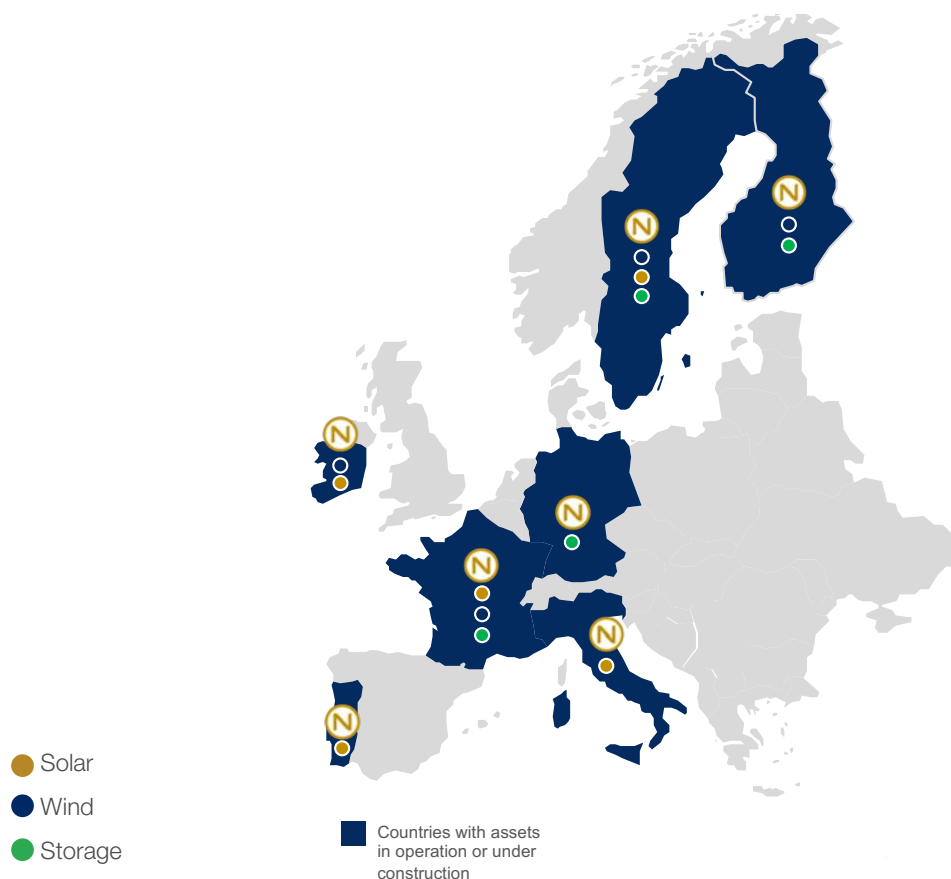 N
N
N
N
N
N
N
Solar
Wind
Storage
Countries with assets
in operation or under
construction